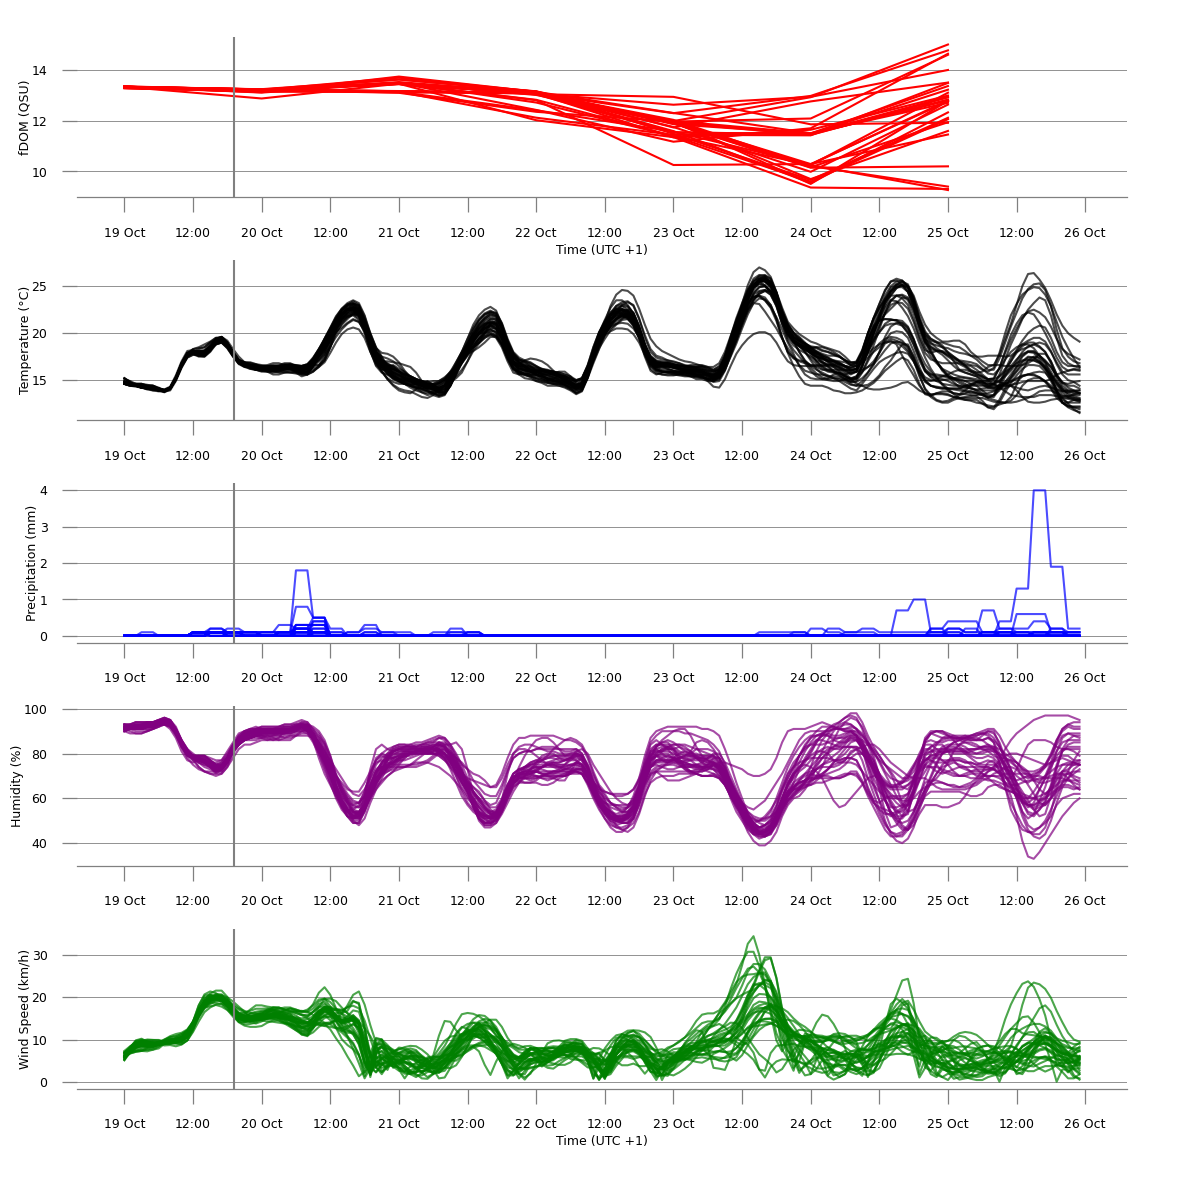 fDOM (QSU)
14
12
10
19 Oct 12:00 20 Oct 12:00 21 Oct 12:00 22 Oct 12:00 23 Oct 12:00 24 Oct 12:00 25 Oct 12:00 26 Oct
Time (UTC +1)
Temperature (°C)
25
20
15
19 Oct 12:00 20 Oct 12:00 21 Oct 12:00 22 Oct 12:00 23 Oct 12:00 24 Oct 12:00 25 Oct 12:00 26 Oct
Precipitation (mm)
4
3
2
1
0
19 Oct 12:00 20 Oct 12:00 21 Oct 12:00 22 Oct 12:00 23 Oct 12:00 24 Oct 12:00 25 Oct 12:00 26 Oct
Humidity (%)
100
80
60
40
19 Oct 12:00 20 Oct 12:00 21 Oct 12:00 22 Oct 12:00 23 Oct 12:00 24 Oct 12:00 25 Oct 12:00 26 Oct
Wind Speed (km/h)
30
20
10
0
19 Oct 12:00 20 Oct 12:00 21 Oct 12:00 22 Oct 12:00 23 Oct 12:00 24 Oct 12:00 25 Oct 12:00 26 Oct
Time (UTC +1)